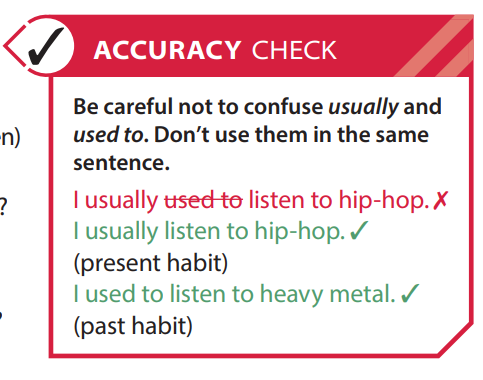 ACCURACY CHECK
Be careful not to confuse usually and
used to. Don't use them in the same
sentence.
n)
I usually used to listen to hip-hop. ✗
?
I usually listen to hip-hop. ✓
(present habit)
I used to listen to heavy metal. ✓
(past habit)